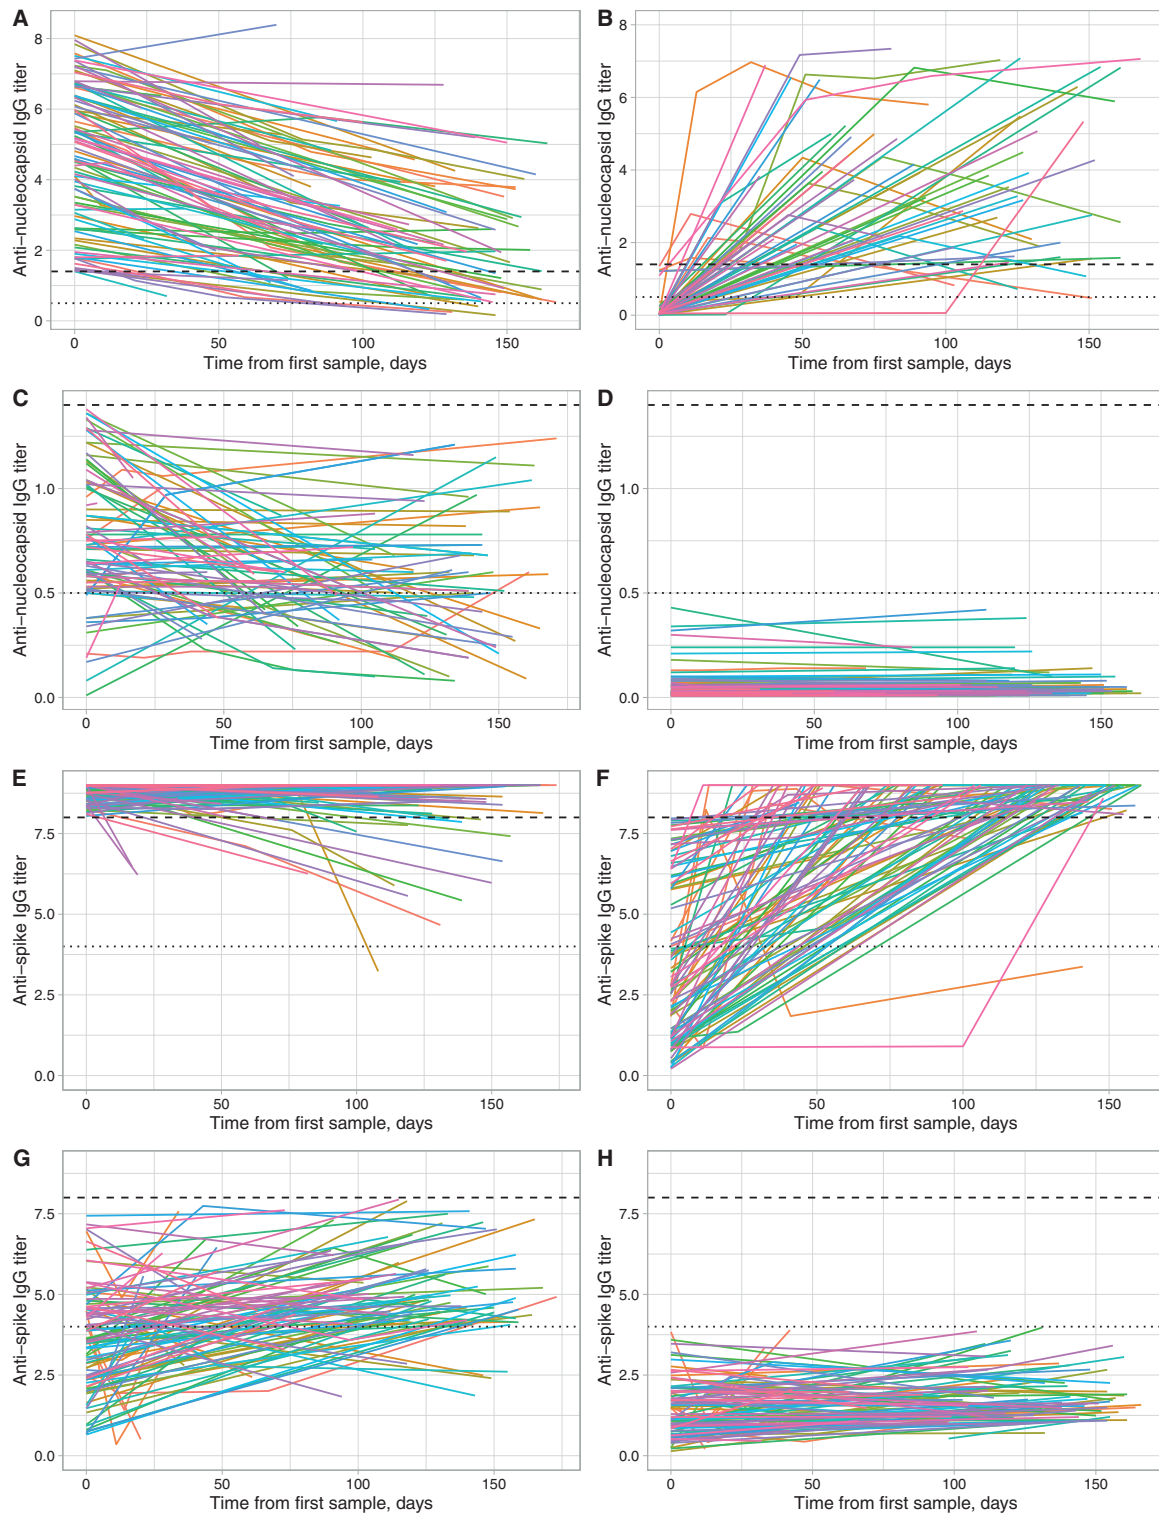 A
Anti−nucleocapsid IgG titer
8
6
4
2
0
0 50 100 150
Time from first sample, days
B
Anti−nucleocapsid IgG titer
8
6
4
2
0
0 50 100 150
Time from first sample, days
C
Anti−nucleocapsid IgG titer
1.0
0.5
0.0
0 50 100 150
Time from first sample, days
D
Anti−nucleocapsid IgG titer
1.0
0.5
0.0
0 50 100 150
Time from first sample, days
E
Anti−spike IgG titer
7.5
5.0
2.5
0.0
0 50 100 150
Time from first sample, days
F
Anti−spike IgG titer
7.5
5.0
2.5
0.0
0 50 100 150
Time from first sample, days
G
Anti−spike IgG titer
7.5
5.0
2.5
0.0
0 50 100 150
Time from first sample, days
H
Anti−spike IgG titer
7.5
5.0
2.5
0.0
0 50 100 150
Time from first sample, days